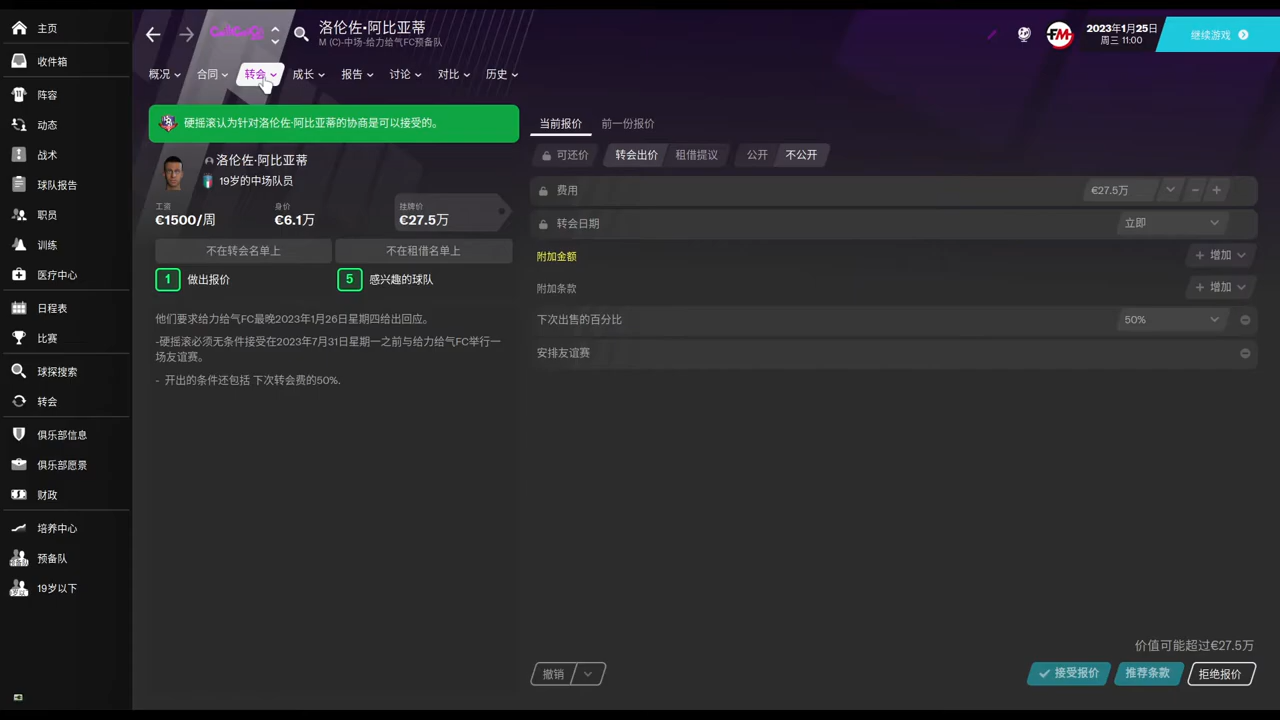 主页
收件箱
阵容
动态
战术
球队报告
职员
训练
医疗中心
日程表
比赛
球探搜索
转会
俱乐部信息
俱乐部愿景
财政
培养中心
预备队
19岁以下
洛伦佐·阿比亚蒂
M (C)-中场-给力给气FC预备队
2023年1月25日
周三 11:00
继续游戏
概况 合同 转会 成长 报告 讨论 对比 历史
硬摇滚认为针对洛伦佐·阿比亚蒂的协商是可以接受的。
洛伦佐·阿比亚蒂
19岁的中场队员
工资 身价 挂牌价
€1500/周 €6.1万 €27.5万
不在转会名单上 不在租借名单上
1 做出报价 5 感兴趣的球队
他们要求给力给气FC最晚2023年1月26日星期四给出回应。
-硬摇滚必须无条件接受在2023年7月31日星期一之前与给力给气FC举行一
场友谊赛。
- 开出的条件还包括 下次转会费的50%.
当前报价 前一份报价
可还价 转会出价 租借提议 公开 不公开
费用 €27.5万
转会日期 立即
附加金额 + 增加
附加条款 + 增加
下次出售的百分比 50%
安排友谊赛
价值可能超过€27.5万
撤销 接受报价 推荐条款 拒绝报价